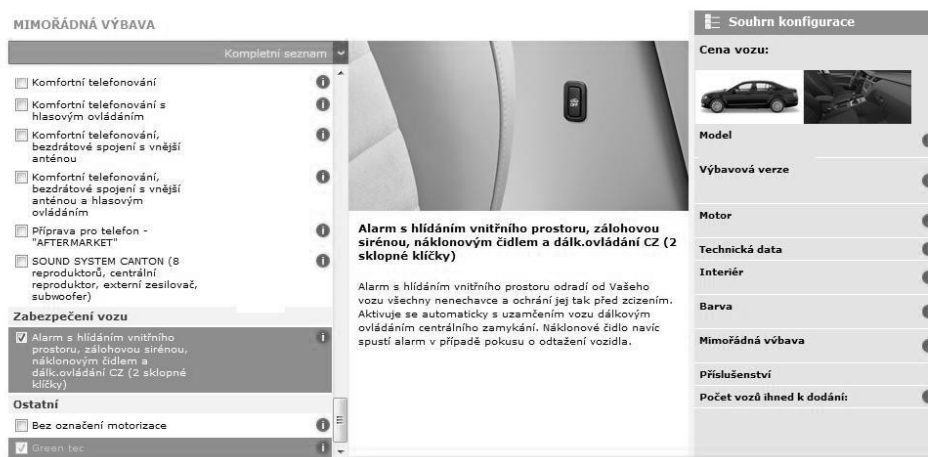 MIMOŘÁDNÁ VÝBAVA
Kompletní seznam
Komfortní telefonování
Komfortní telefonování s
hlasovým ovládáním
Komfortní telefonování,
bezdrátové spojení s vnější
anténou
Komfortní telefonování,
bezdrátové spojení s vnější
anténou a hlasovým
ovládáním
Příprava pro telefon -
"AFTERMARKET"
SOUND SYSTEM CANTON (8
reproduktorů, centrální
reproduktor, externí zesilovač,
subwoofer)
Zabezpečení vozu
Alarm s hlídáním vnitřního
prostoru, zálohovou sirénou,
náklonovým čidlem a
dálk.ovládání CZ (2 sklopné
klíčky)
Ostatní
Bez označení motorizace
Green tec
OFF
Alarm s hlídáním vnitřního prostoru, zálohovou
sirénou, náklonovým čidlem a dálk.ovládání CZ (2
sklopné klíčky)
Alarm s hlídáním vnitřního prostoru odradí od Vašeho
vozu všechny nenechavce a ochrání jej tak před zcizením.
Aktivuje se automaticky s uzamčením vozu dálkovým
ovládáním centrálního zamykání. Náklonové čidlo navíc
spustí alarm v případě pokusu o odtažení vozidla.
Souhrn konfigurace
Cena vozu:
Model
Výbavová verze
Motor
Technická data
Interiér
Barva
Mimořádná výbava
Příslušenství
Počet vozů ihned k dodání: